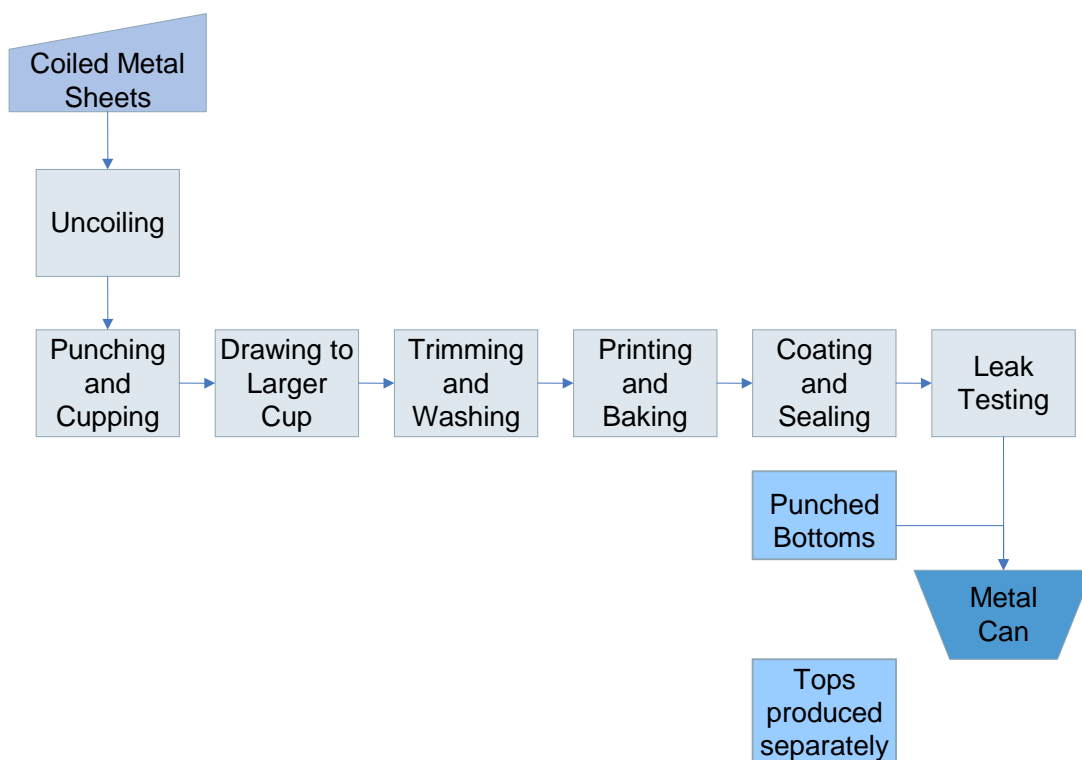 Coiled Metal
Sheets
Uncoiling
Punching
and
Cupping
Drawing to
Larger
Cup
Trimming
and
Washing
Printing
and
Baking
Coating
and
Sealing
Leak
Testing
Punched
Bottoms
Metal
Can
Tops
produced
separately